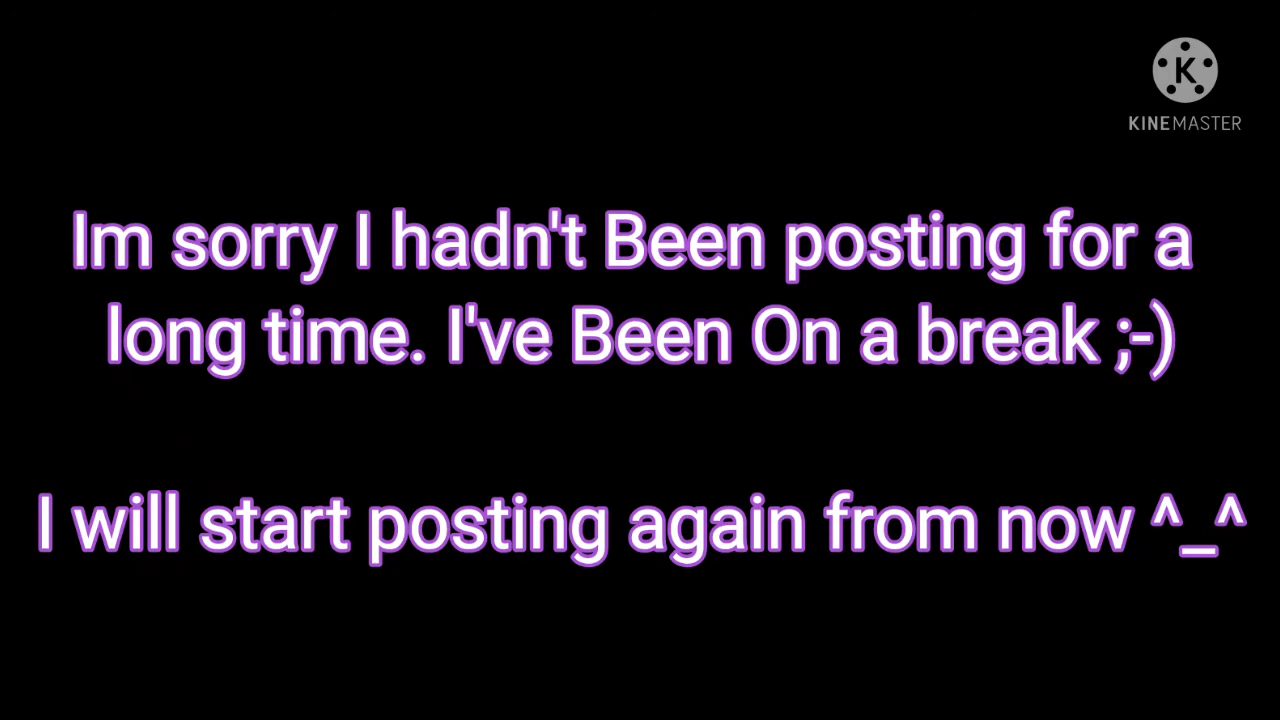 K
KINEMASTER
Im sorry I hadn't Been posting for a
long time. I've Been On a break ;-)
I will start posting again from now ^_^